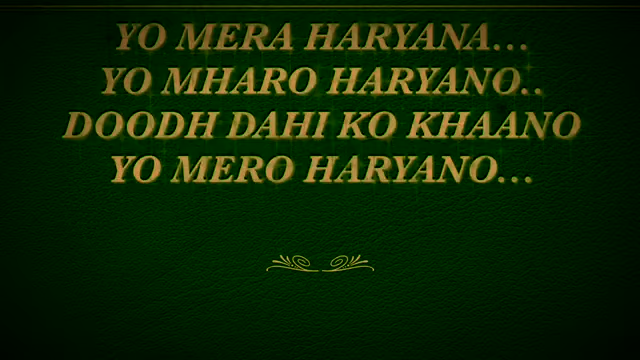 YO MERA HARYANA...
YO MHARO HARYANO..
DOODH DAHI KO KHAANO
YO MERO HARYANO...